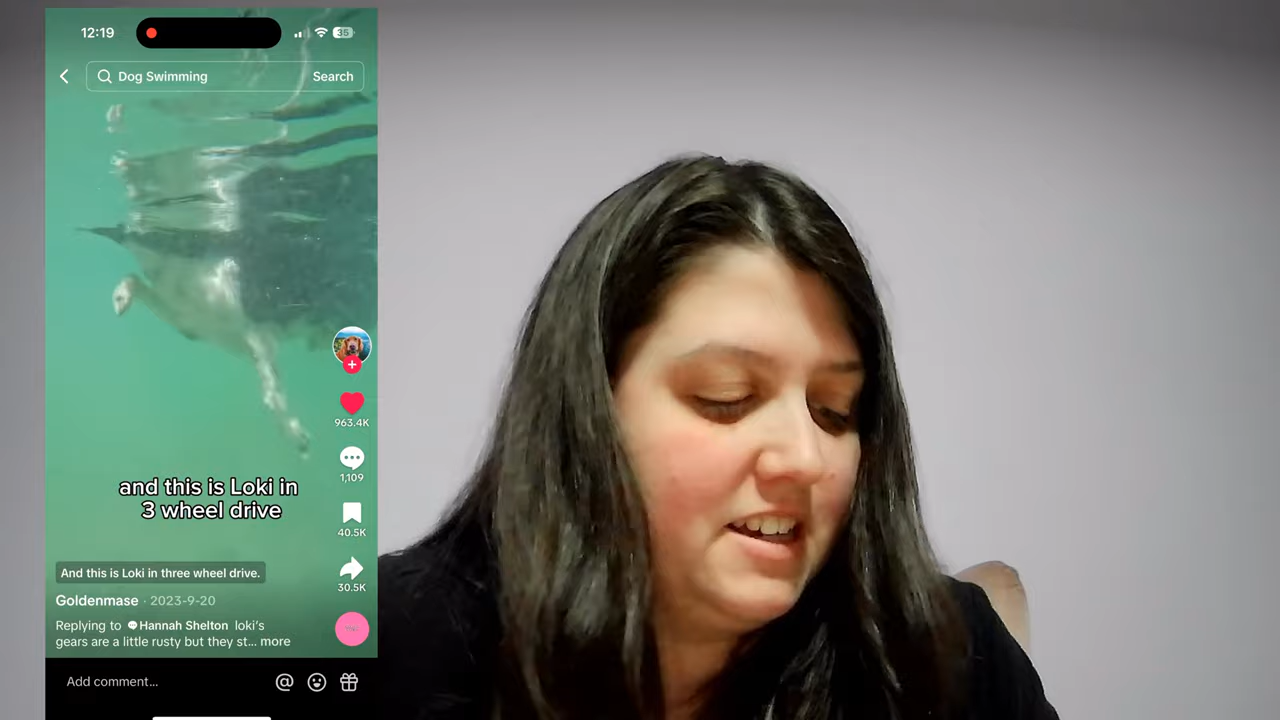 12:19
35
Dog Swimming
Search
963.4K
1,109
40.5K
30.5K
and this is Loki in
3 wheel drive
And this is Loki in three wheel drive.
Goldenmase · 2023-9-20
Replying to Hannah Shelton loki's
gears are a little rusty but they st... more
Add comment...
@